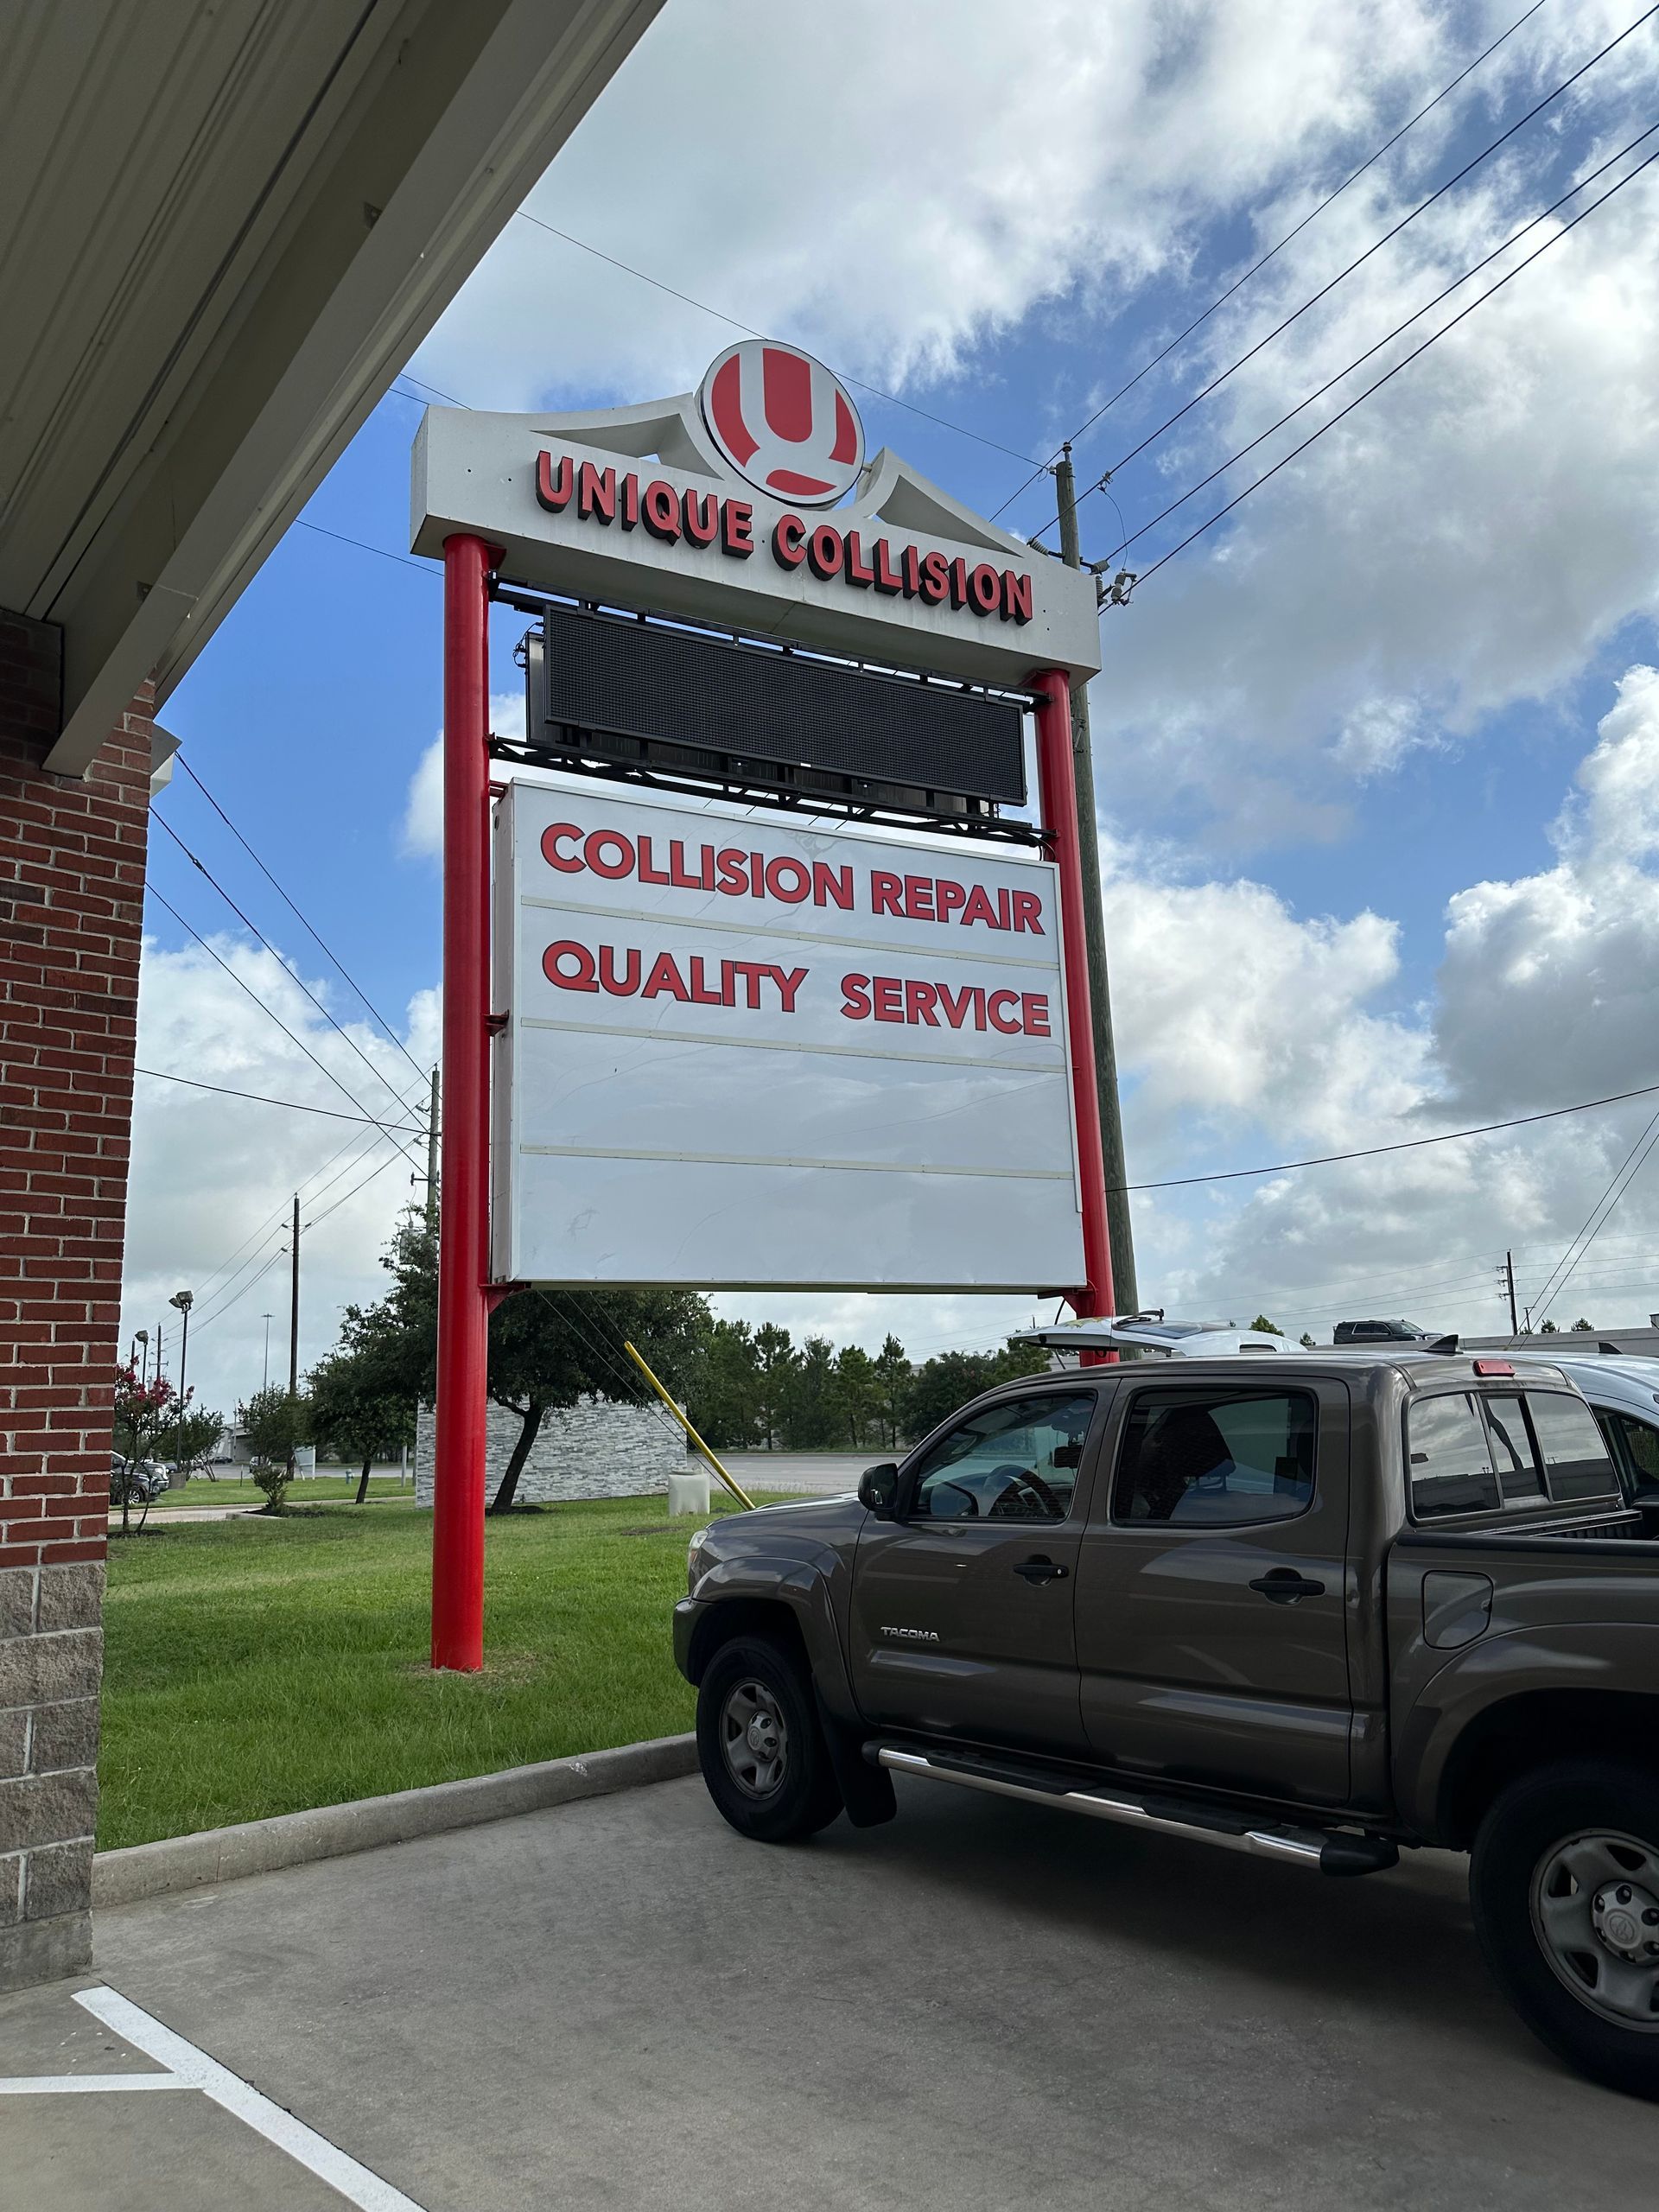 U
UNIQUE COLLISION
COLLISION REPAIR
QUALITY SERVICE
TACOMA